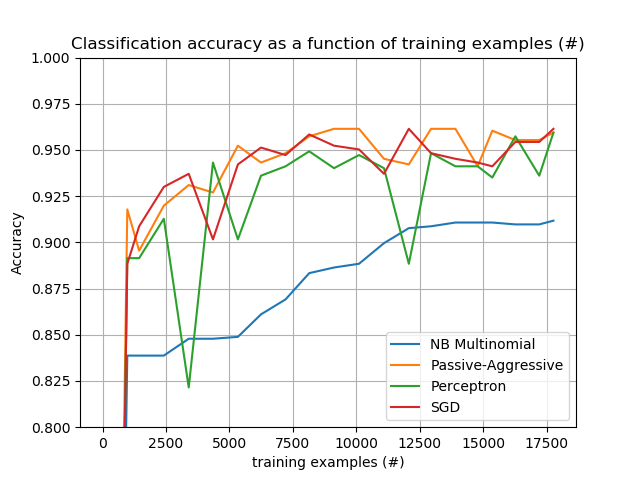 Classification accuracy as a function of training examples (#)
1.000
0.975
0.950
0.925
0.900
0.875
0.850
0.825
0.800
Accuracy
NB Multinomial
Passive-Aggressive
Perceptron
SGD
0 2500 5000 7500 10000 12500 15000 17500
training examples (#)